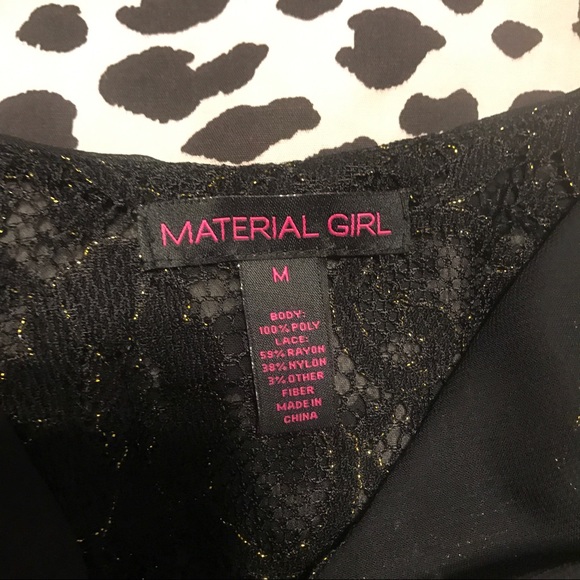 MATERIAL GIRL
M
BODY:
100% POLY
LACE:
59% RAYON
38% NYLON
3% OTHER
FIBER
MADE IN
CHINA